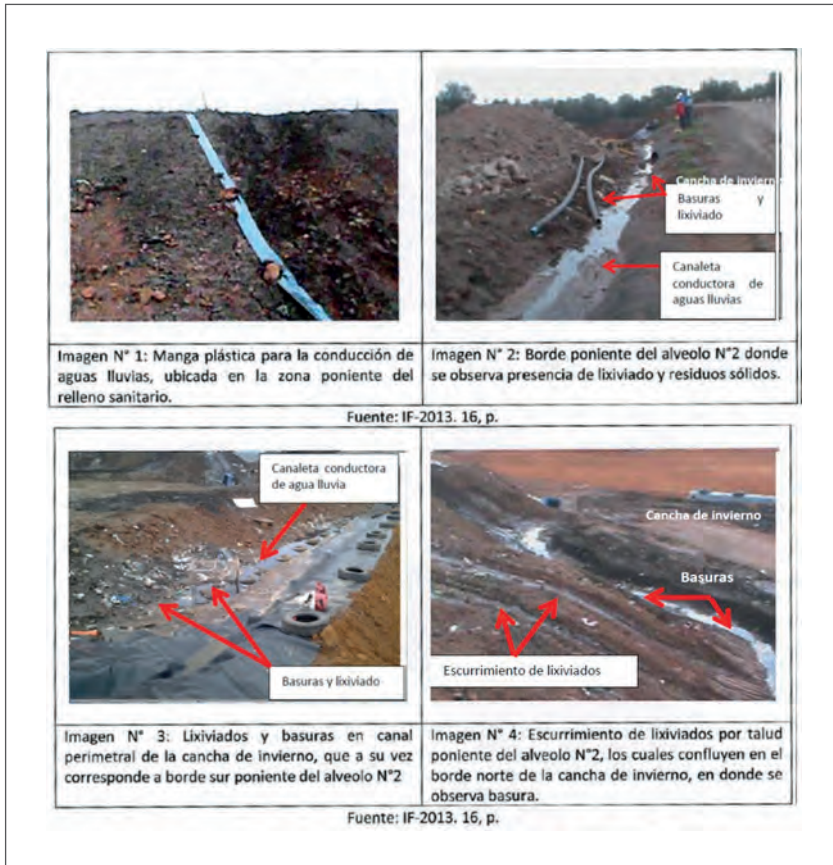 Cancha de invierno
Basuras y
lixiviado
Canaleta
conductora de
aguas lluvias
Imagen N° 1: Manga plástica para la conducción de
aguas lluvias, ubicada en la zona poniente del
relleno sanitario.
Imagen N° 2: Borde poniente del alveolo N°2 donde
se observa presencia de lixiviado y residuos sólidos.
Fuente: IF-2013. 16, p.
Canaleta conductora
de agua lluvia
Basuras y lixiviado
Cancha de invierno
Basuras
Escurrimiento de lixiviados
Imagen N° 3: Lixiviados y basuras en canal
perimetral de la cancha de invierno, que a su vez
corresponde a borde sur poniente del alveolo N°2
Imagen N° 4: Escurrimiento de lixiviados por talud
poniente del alveolo N°2, los cuales confluyen en el
borde norte de la cancha de invierno, en donde se
observa basura.
Fuente: IF-2013. 16, p.